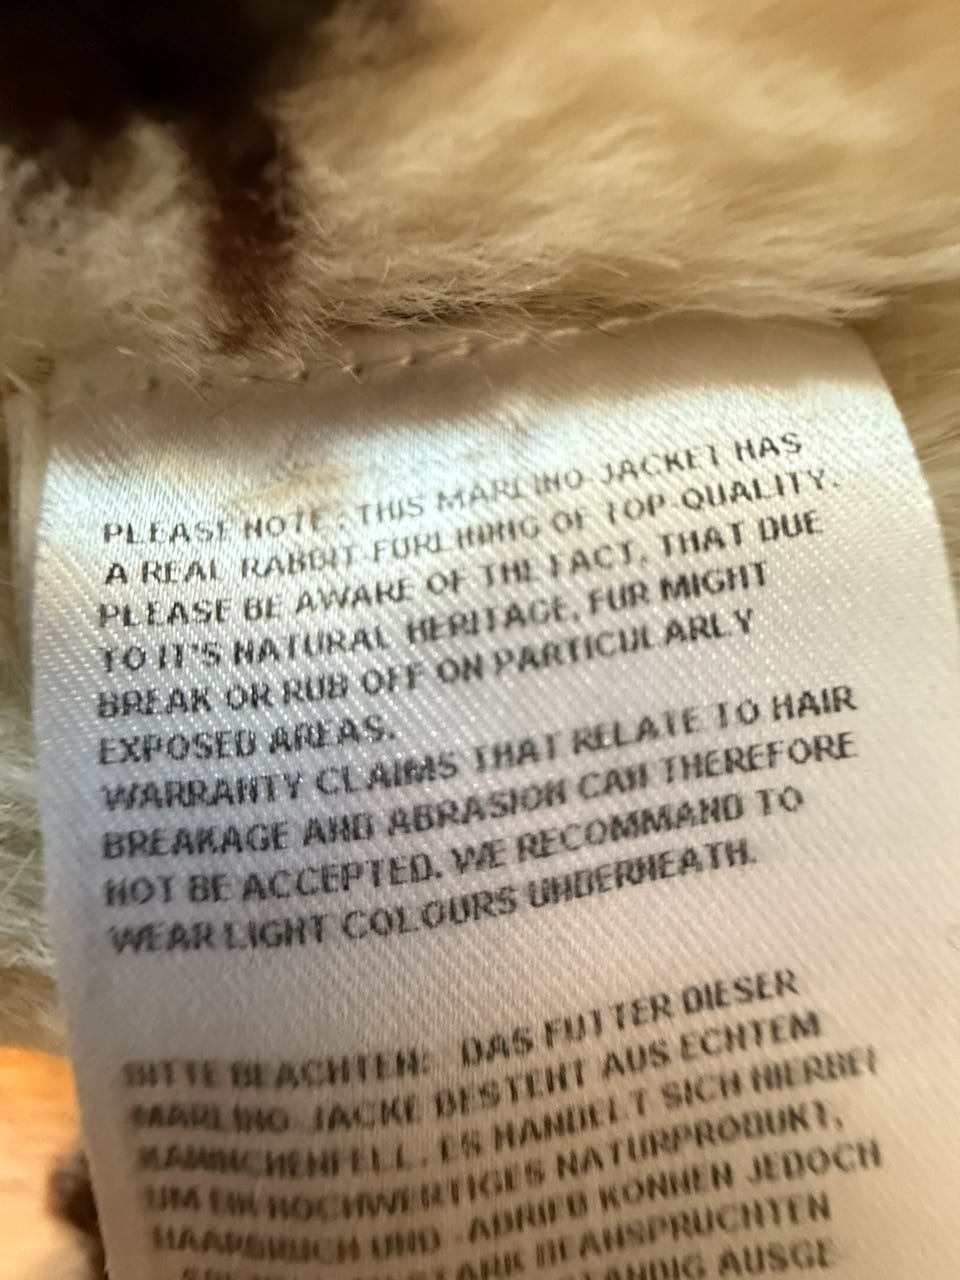 PLEASE NOTE : THIS MARLINO JACKET HAS
A REAL RABBIT FURLINING OF TOP QUALITY.
PLEASE BE AWARE OF THE FACT, THAT DUE
TO IT'S NATURAL HERITAGE, FUR MIGHT
BREAK OR RUB OFF ON PARTICULARLY
EXPOSED AREAS.
WARRANTY CLAIMS THAT RELATE TO HAIR
BREAKAGE AND ABRASION CAN THEREFORE
NOT BE ACCEPTED. WE RECOMMAND TO
WEAR LIGHT COLOURS UNDERNEATH.
BITTE BEACHTEN: DAS FUTTER DIESER
MARLINO JACKE BESTEHT AUS ECHTEM
KANINCHENFELL. ES HANDELT SICH HIERBEI
UM EIN HOCHWERTIGES NATURPRODUKT,
HAARBRUCH UND ABRIEB KÖNNEN JEDOCH
STARK BEANSPRUCHTEN
AUSGE